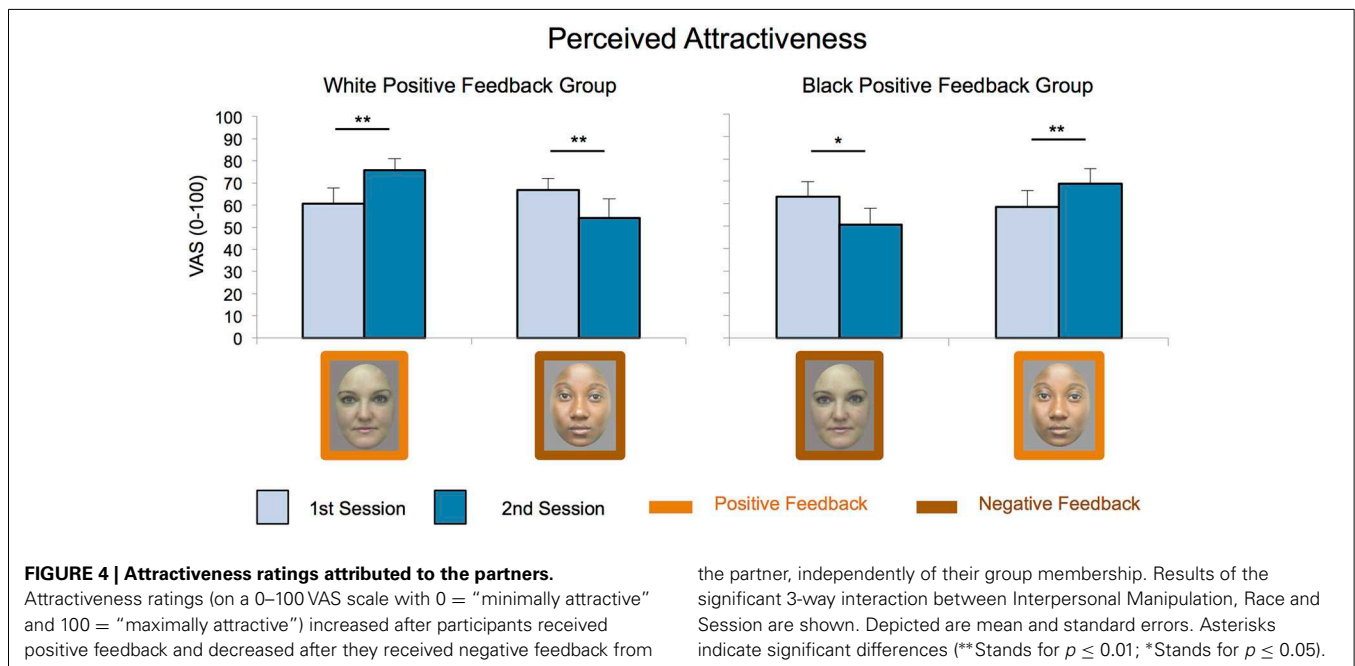 Perceived Attractiveness
White Positive Feedback Group
Black Positive Feedback Group
VAS (0-100)
100
90
80
70
60
50
40
30
20
10
0
**
**
*
**
1st Session
2nd Session
Positive Feedback
Negative Feedback
FIGURE 4 | Attractiveness ratings attributed to the partners.
Attractiveness ratings (on a 0–100 VAS scale with 0 = “minimally attractive”
and 100 = “maximally attractive”) increased after participants received
positive feedback and decreased after they received negative feedback from
the partner, independently of their group membership. Results of the
significant 3-way interaction between Interpersonal Manipulation, Race and
Session are shown. Depicted are mean and standard errors. Asterisks
indicate significant differences (**Stands for p ≤ 0.01; *Stands for p ≤ 0.05).